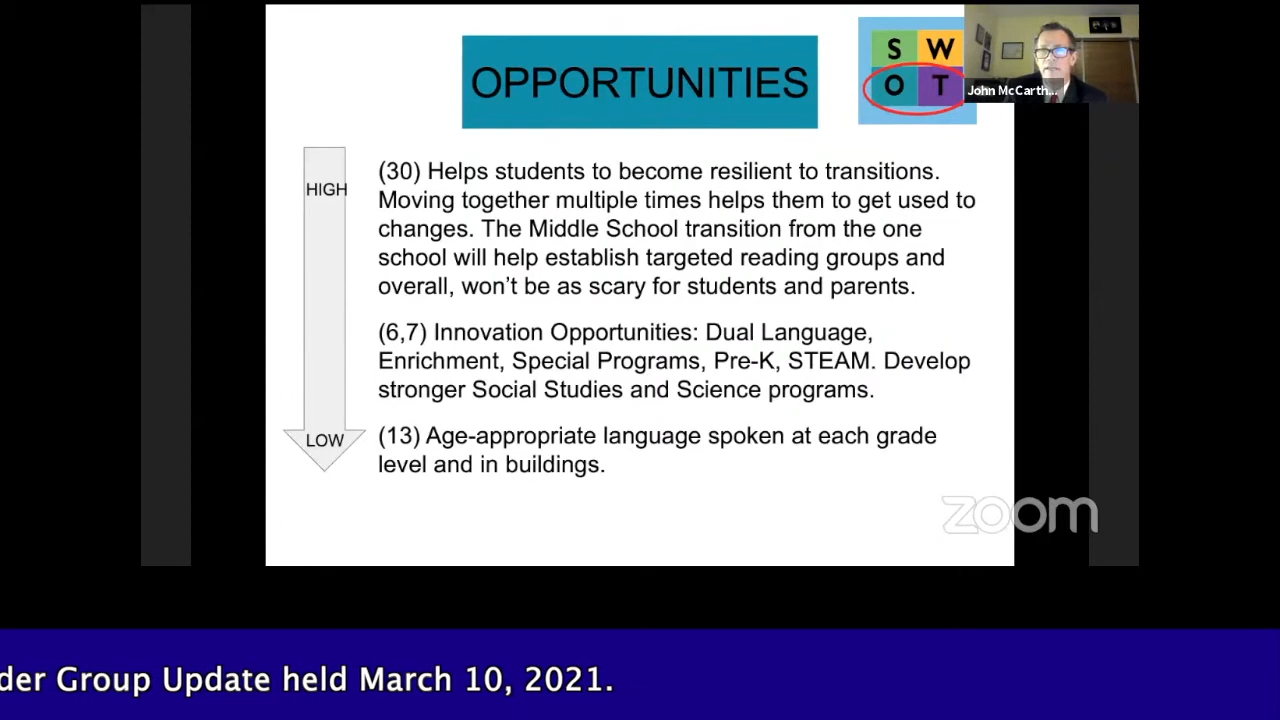 OPPORTUNITIES
S W
O T
John McCarth...
HIGH
(30) Helps students to become resilient to transitions.
Moving together multiple times helps them to get used to
changes. The Middle School transition from the one
school will help establish targeted reading groups and
overall, won't be as scary for students and parents.
(6,7) Innovation Opportunities: Dual Language,
Enrichment, Special Programs, Pre-K, STEAM. Develop
stronger Social Studies and Science programs.
LOW
(13) Age-appropriate language spoken at each grade
level and in buildings.
zoom
der Group Update held March 10, 2021.